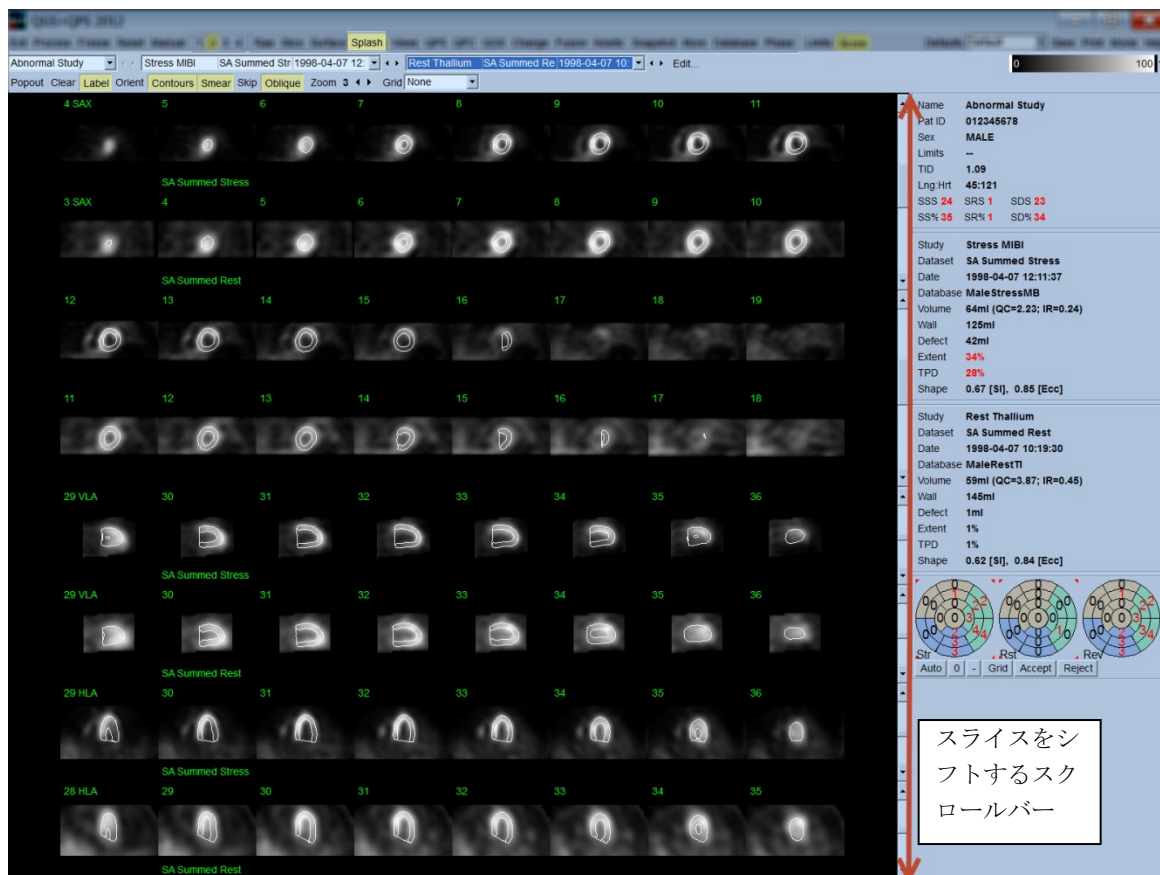 QGS+QPS 2012
Splash
Abnormal Study Stress MIBI SA Summed Str 1998-04-07 12: Rest Thallium SA Summed Re 1998-04-07 10: Edit... 0 100
Popout Clear Label Orient Contours Smear Skip Oblique Zoom 3 Grid None
4 SAX 5 6 7 8 9 10 11
SA Summed Stress
3 SAX 4 5 6 7 8 9 10
SA Summed Rest
12 13 14 15 16 17 18 19
11 12 13 14 15 16 17 18
29 VLA 30 31 32 33 34 35 36
SA Summed Stress
29 VLA 30 31 32 33 34 35 36
SA Summed Rest
29 HLA 30 31 32 33 34 35 36
SA Summed Stress
28 HLA 29 30 31 32 33 34 35
SA Summed Rest
Name Abnormal Study
Pat ID 012345678
Sex MALE
Limits --
TID 1.09
Lng:Hrt 45:121
SSS 24 SRS 1 SDS 23
SS% 35 SR% 1 SD% 34
Study Stress MIBI
Dataset SA Summed Stress
Date 1998-04-07 12:11:37
Database MaleStressMB
Volume 64ml (QC=2.23; IR=0.24)
Wall 125ml
Defect 42ml
Extent 34%
TPD 28%
Shape 0.67 [SI], 0.85 [Ecc]
Study Rest Thallium
Dataset SA Summed Rest
Date 1998-04-07 10:19:30
Database MaleRestTl
Volume 59ml (QC=3.87; IR=0.45)
Wall 145ml
Defect 1ml
Extent 1%
TPD 1%
Shape 0.62 [SI], 0.84 [Ecc]
Str Rst Rev
Auto 0 - Grid Accept Reject
スライスをシ
フトするスク
ロールバー